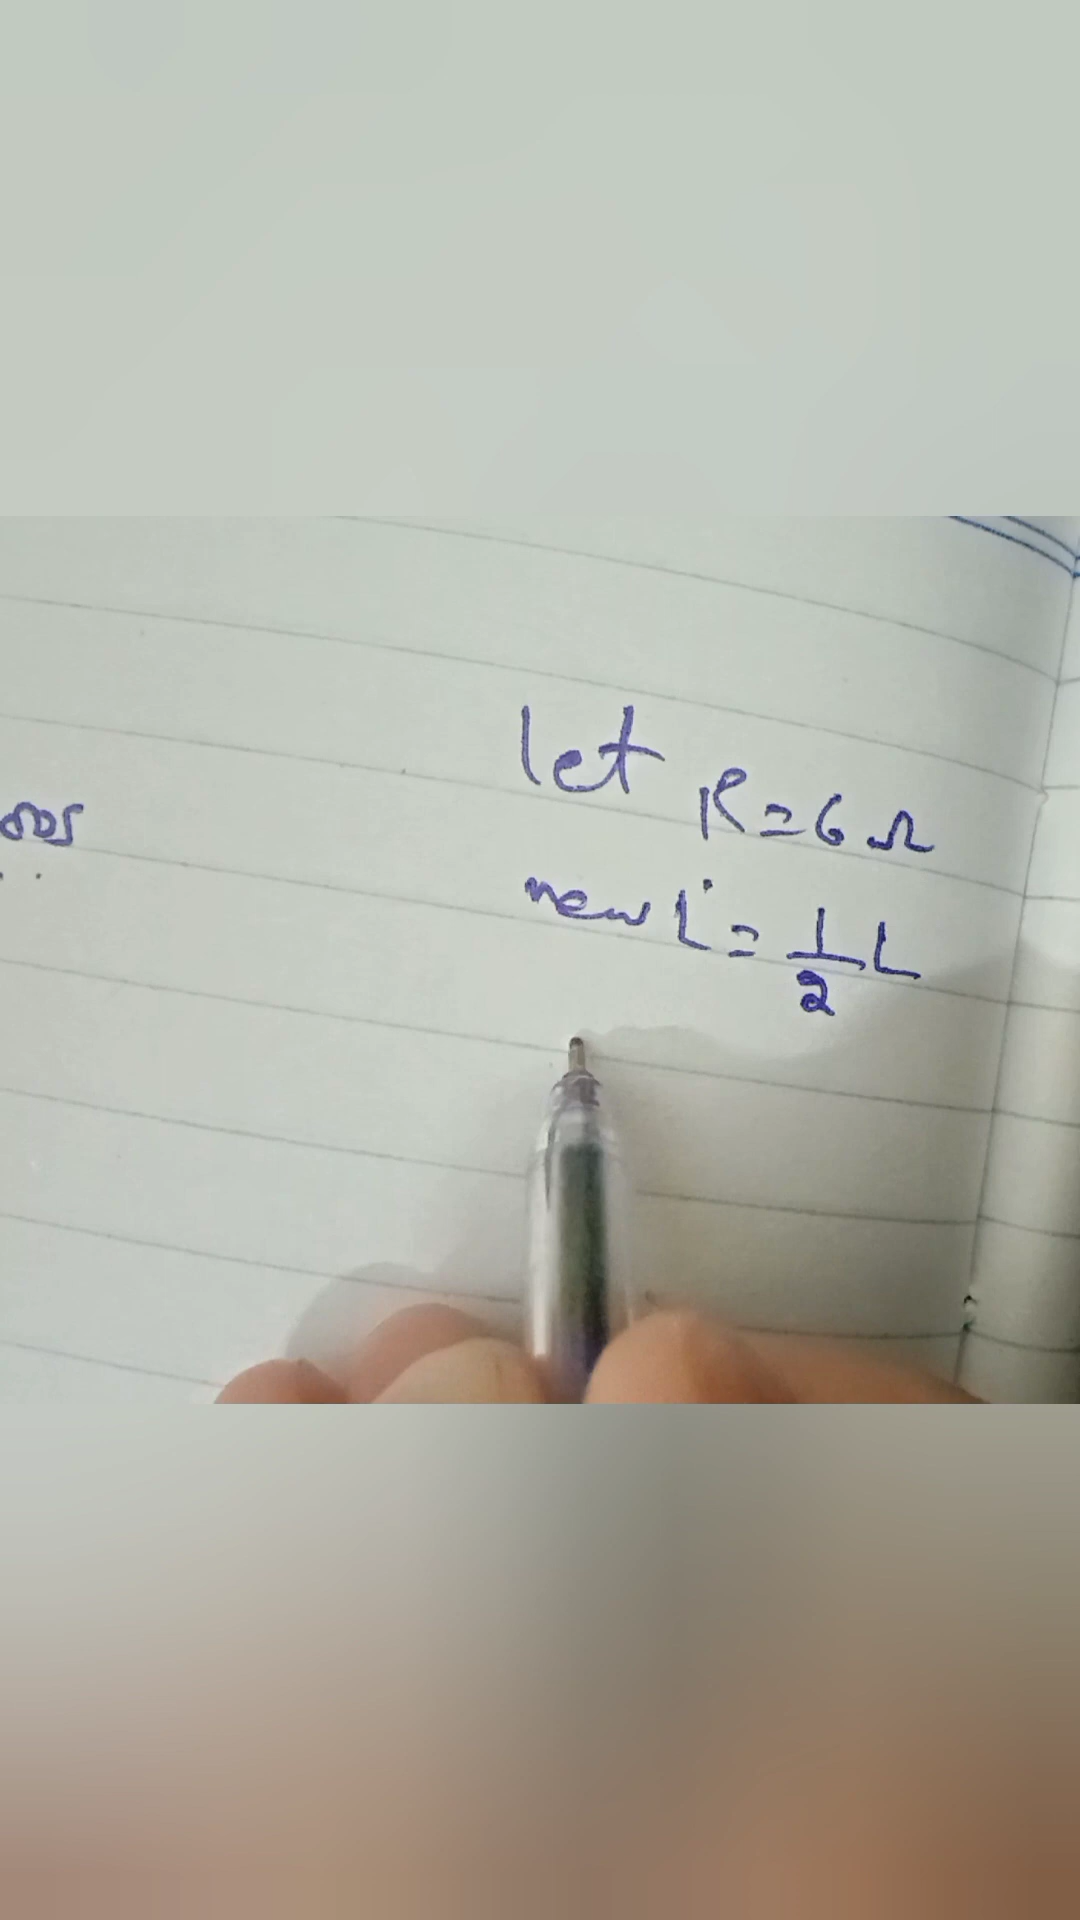 let R = 6 Ω
new L̇ = 1/2 L